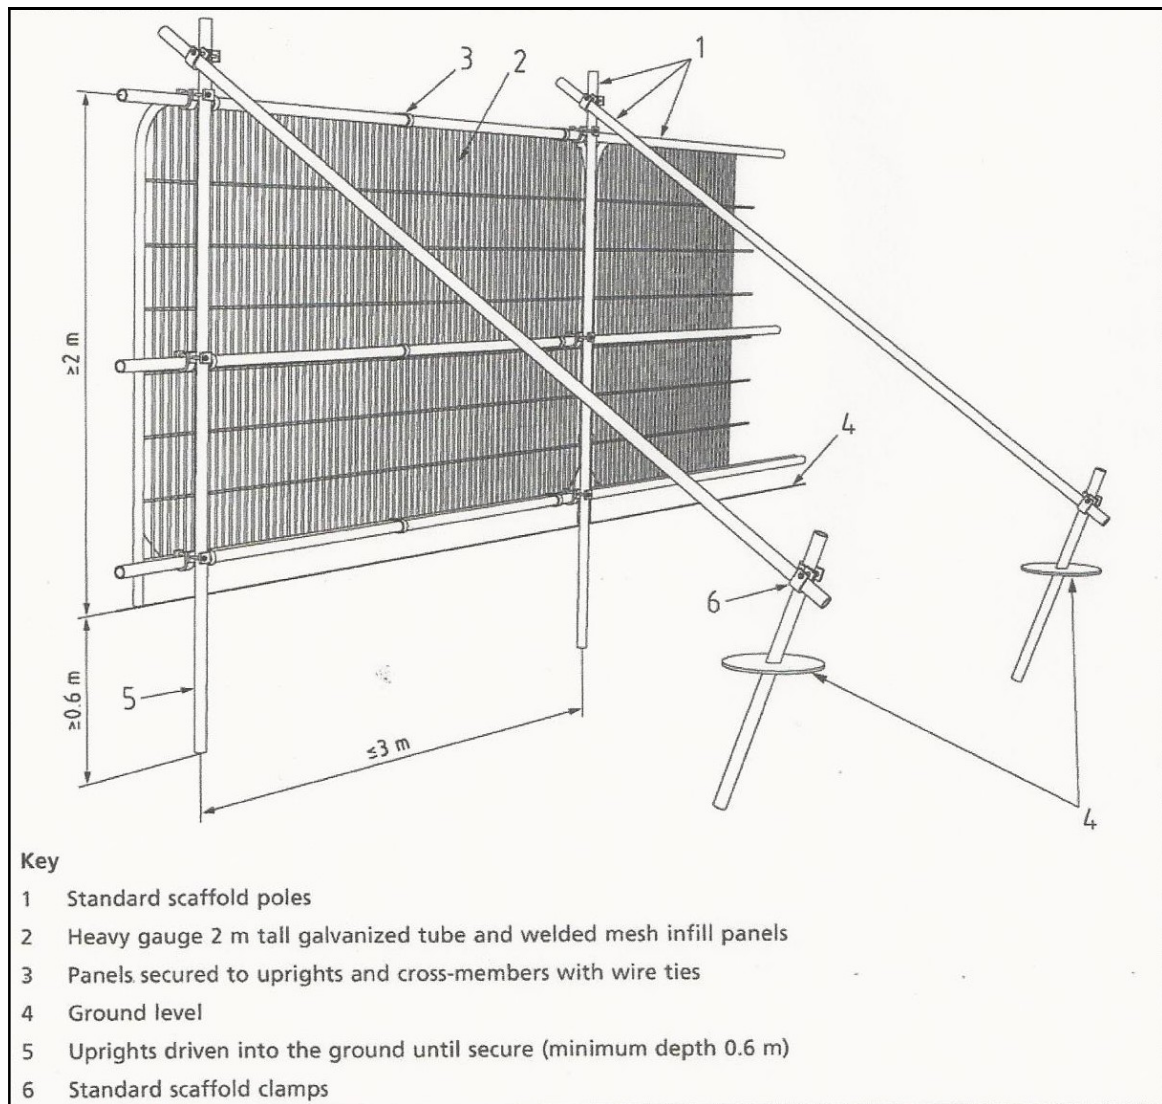 1
3
2
≥2 m
4
6
5
≥0.6 m
≤3 m
4
Key
1 Standard scaffold poles
2 Heavy gauge 2 m tall galvanized tube and welded mesh infill panels
3 Panels secured to uprights and cross-members with wire ties
4 Ground level
5 Uprights driven into the ground until secure (minimum depth 0.6 m)
6 Standard scaffold clamps